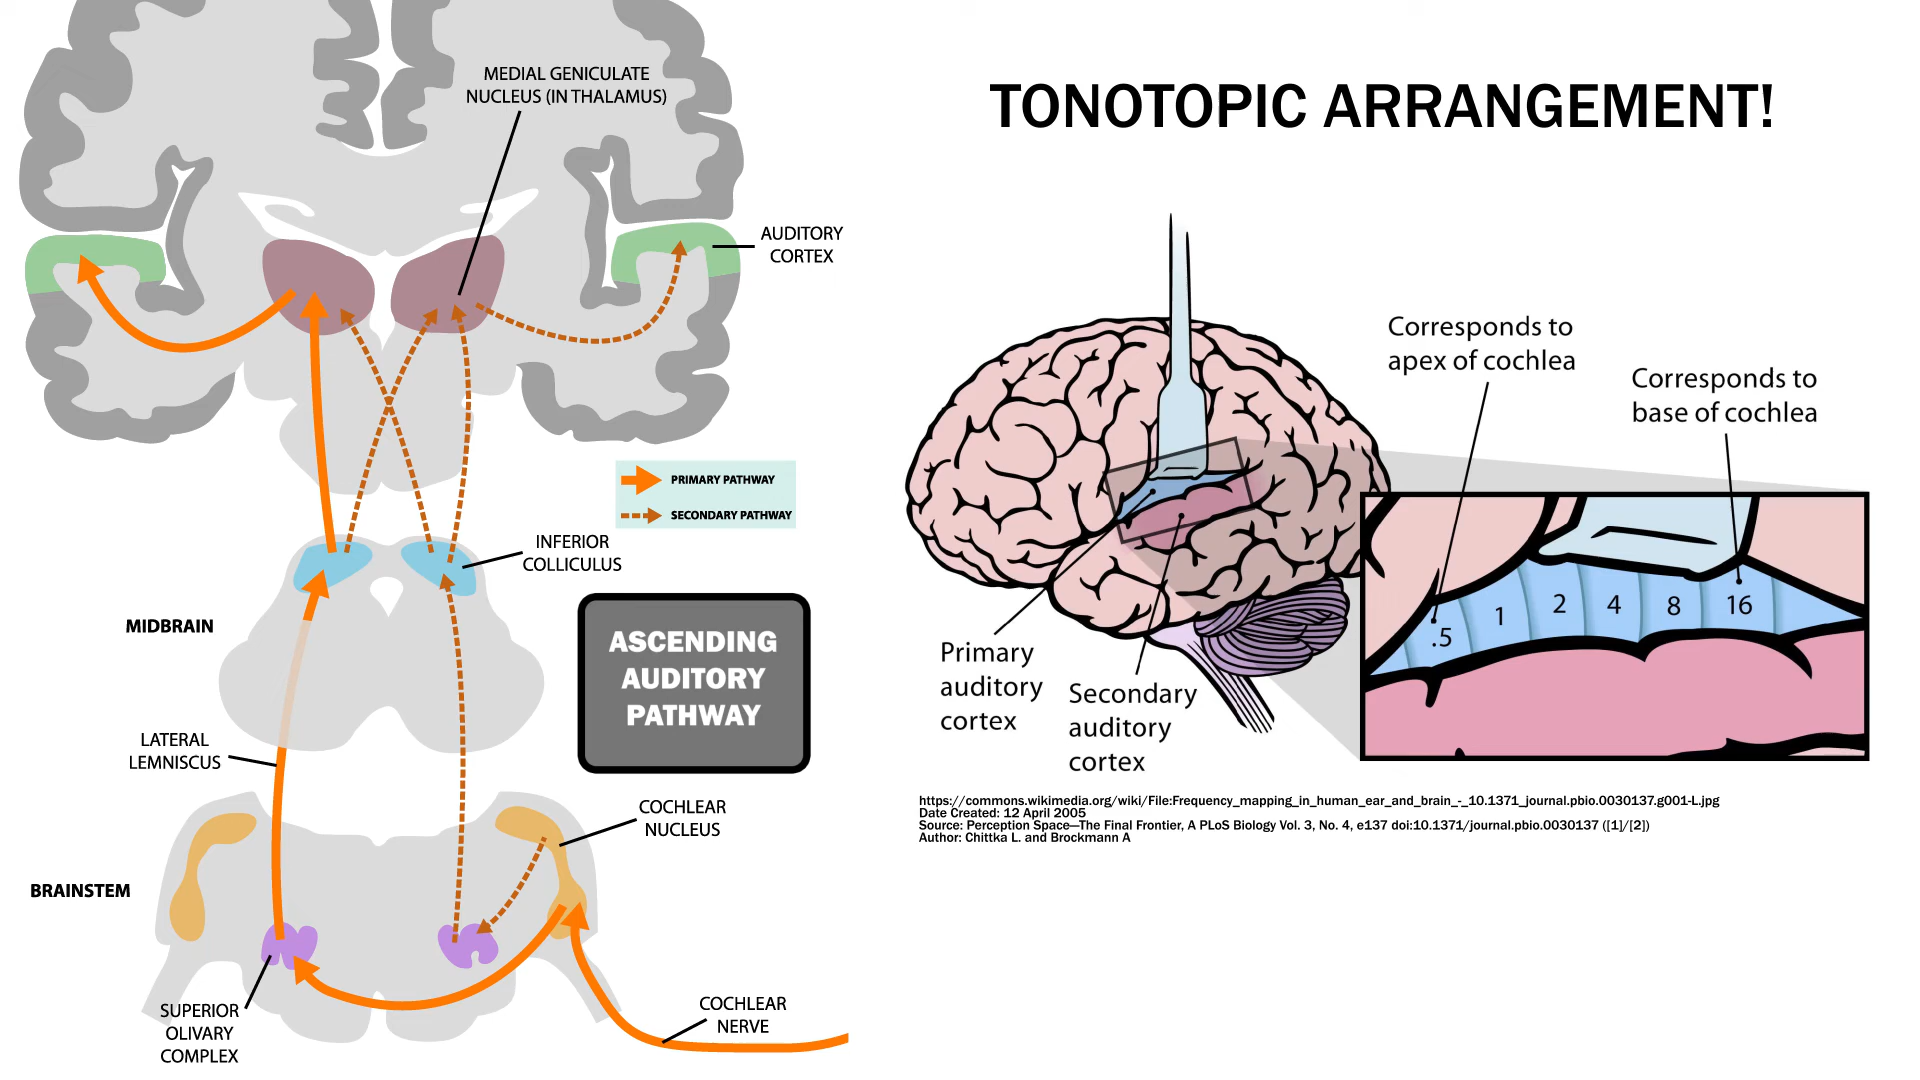 MEDIAL GENICULATE
NUCLEUS (IN THALAMUS)
AUDITORY
CORTEX
PRIMARY PATHWAY
SECONDARY PATHWAY
INFERIOR
COLLICULUS
MIDBRAIN
ASCENDING
AUDITORY
PATHWAY
LATERAL
LEMNISCUS
COCHLEAR
NUCLEUS
BRAINSTEM
SUPERIOR
OLIVARY
COMPLEX
COCHLEAR
NERVE
TONOTOPIC ARRANGEMENT!
Corresponds to
apex of cochlea
Corresponds to
base of cochlea
.5 1 2 4 8 16
Primary
auditory
cortex
Secondary
auditory
cortex
https://commons.wikimedia.org/wiki/File:Frequency_mapping_in_human_ear_and_brain_-_10.1371_journal.pbio.0030137.g001-L.jpg
Date Created: 12 April 2005
Source: Perception Space—The Final Frontier, A PLoS Biology Vol. 3, No. 4, e137 doi:10.1371/journal.pbio.0030137 ([1]/[2])
Author: Chittka L. and Brockmann A